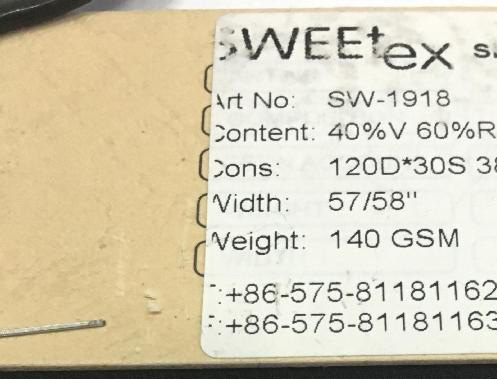 SWEEtex S.
Art No: SW-1918
Content: 40%V 60%R
Cons: 120D*30S 38
Width: 57/58"
Weight: 140 GSM
:+86-575-81181162
:+86-575-81181163